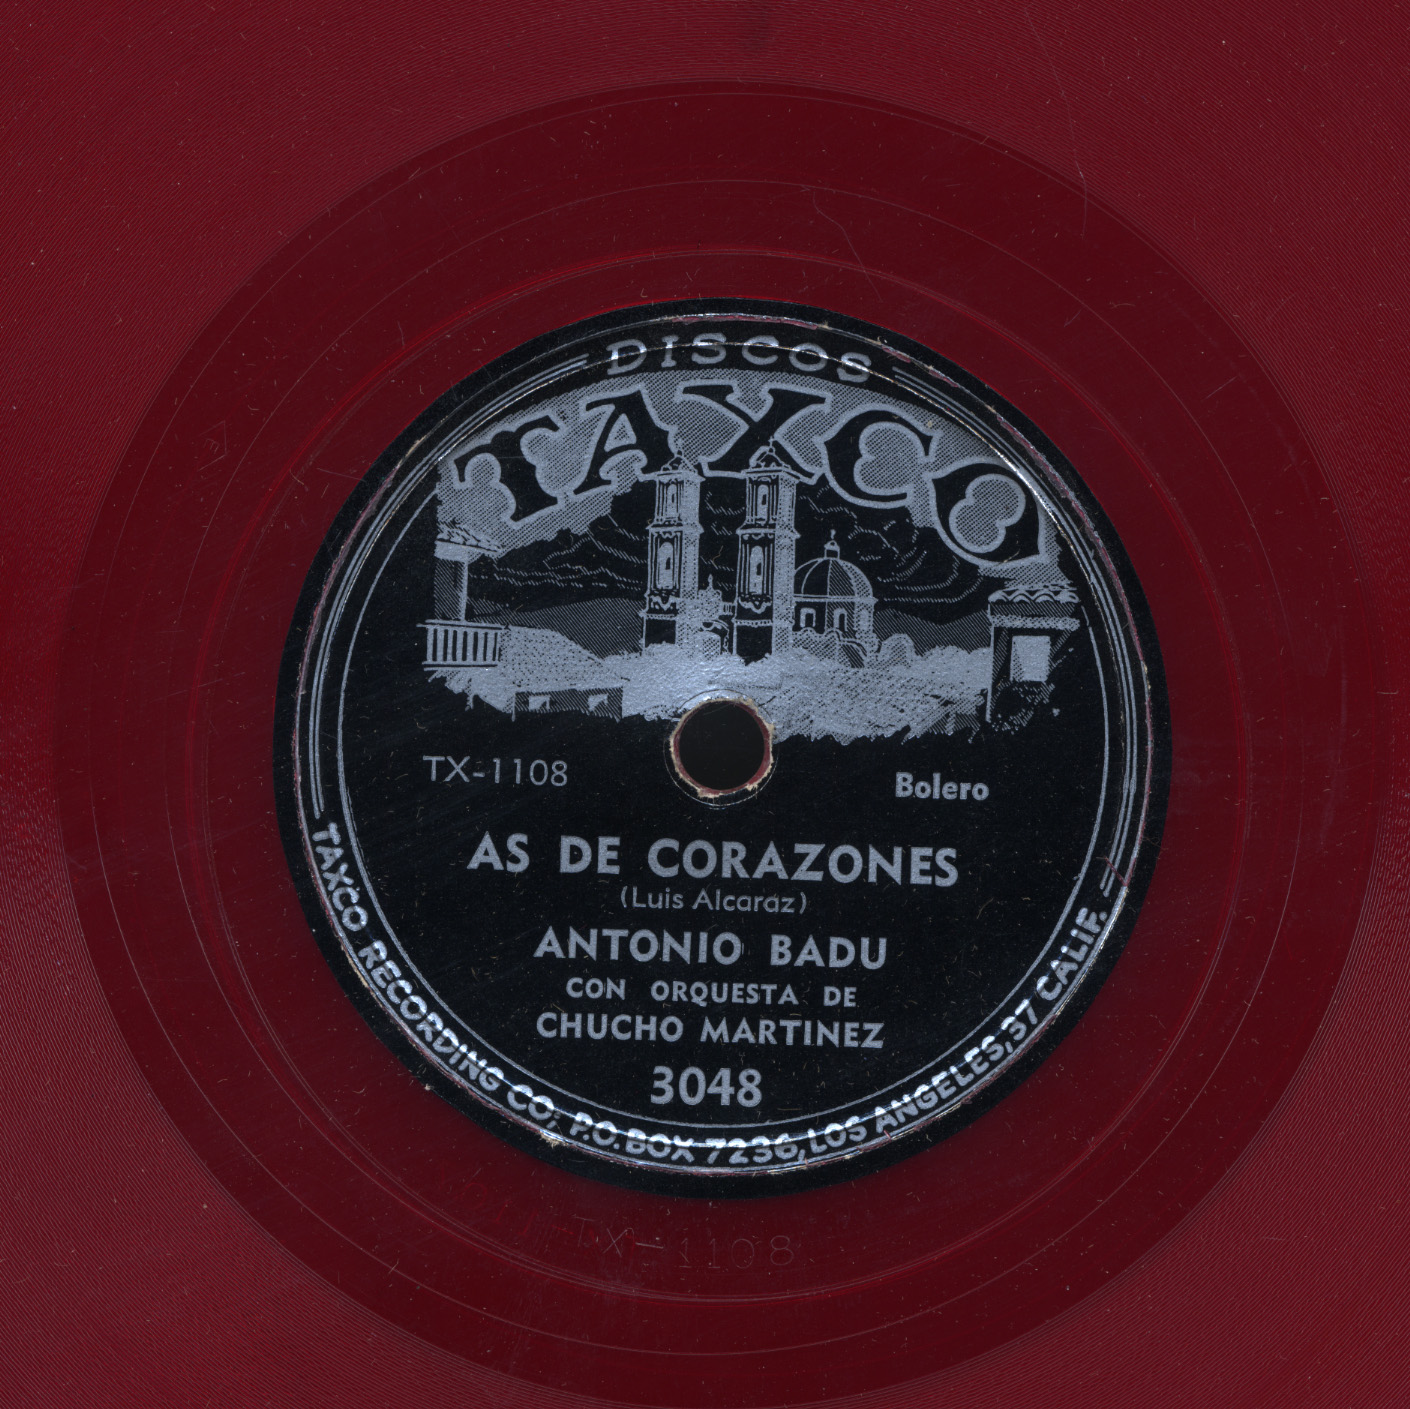 DISCOS
TAXCO
TX-1108
Bolero
AS DE CORAZONES
(Luis Alcaraz)
ANTONIO BADU
CON ORQUESTA DE
CHUCHO MARTINEZ
3048
TAXCO RECORDING CO; P.O. BOX 7236, LOS ANGELES, 37 CALIF.
TX-1108